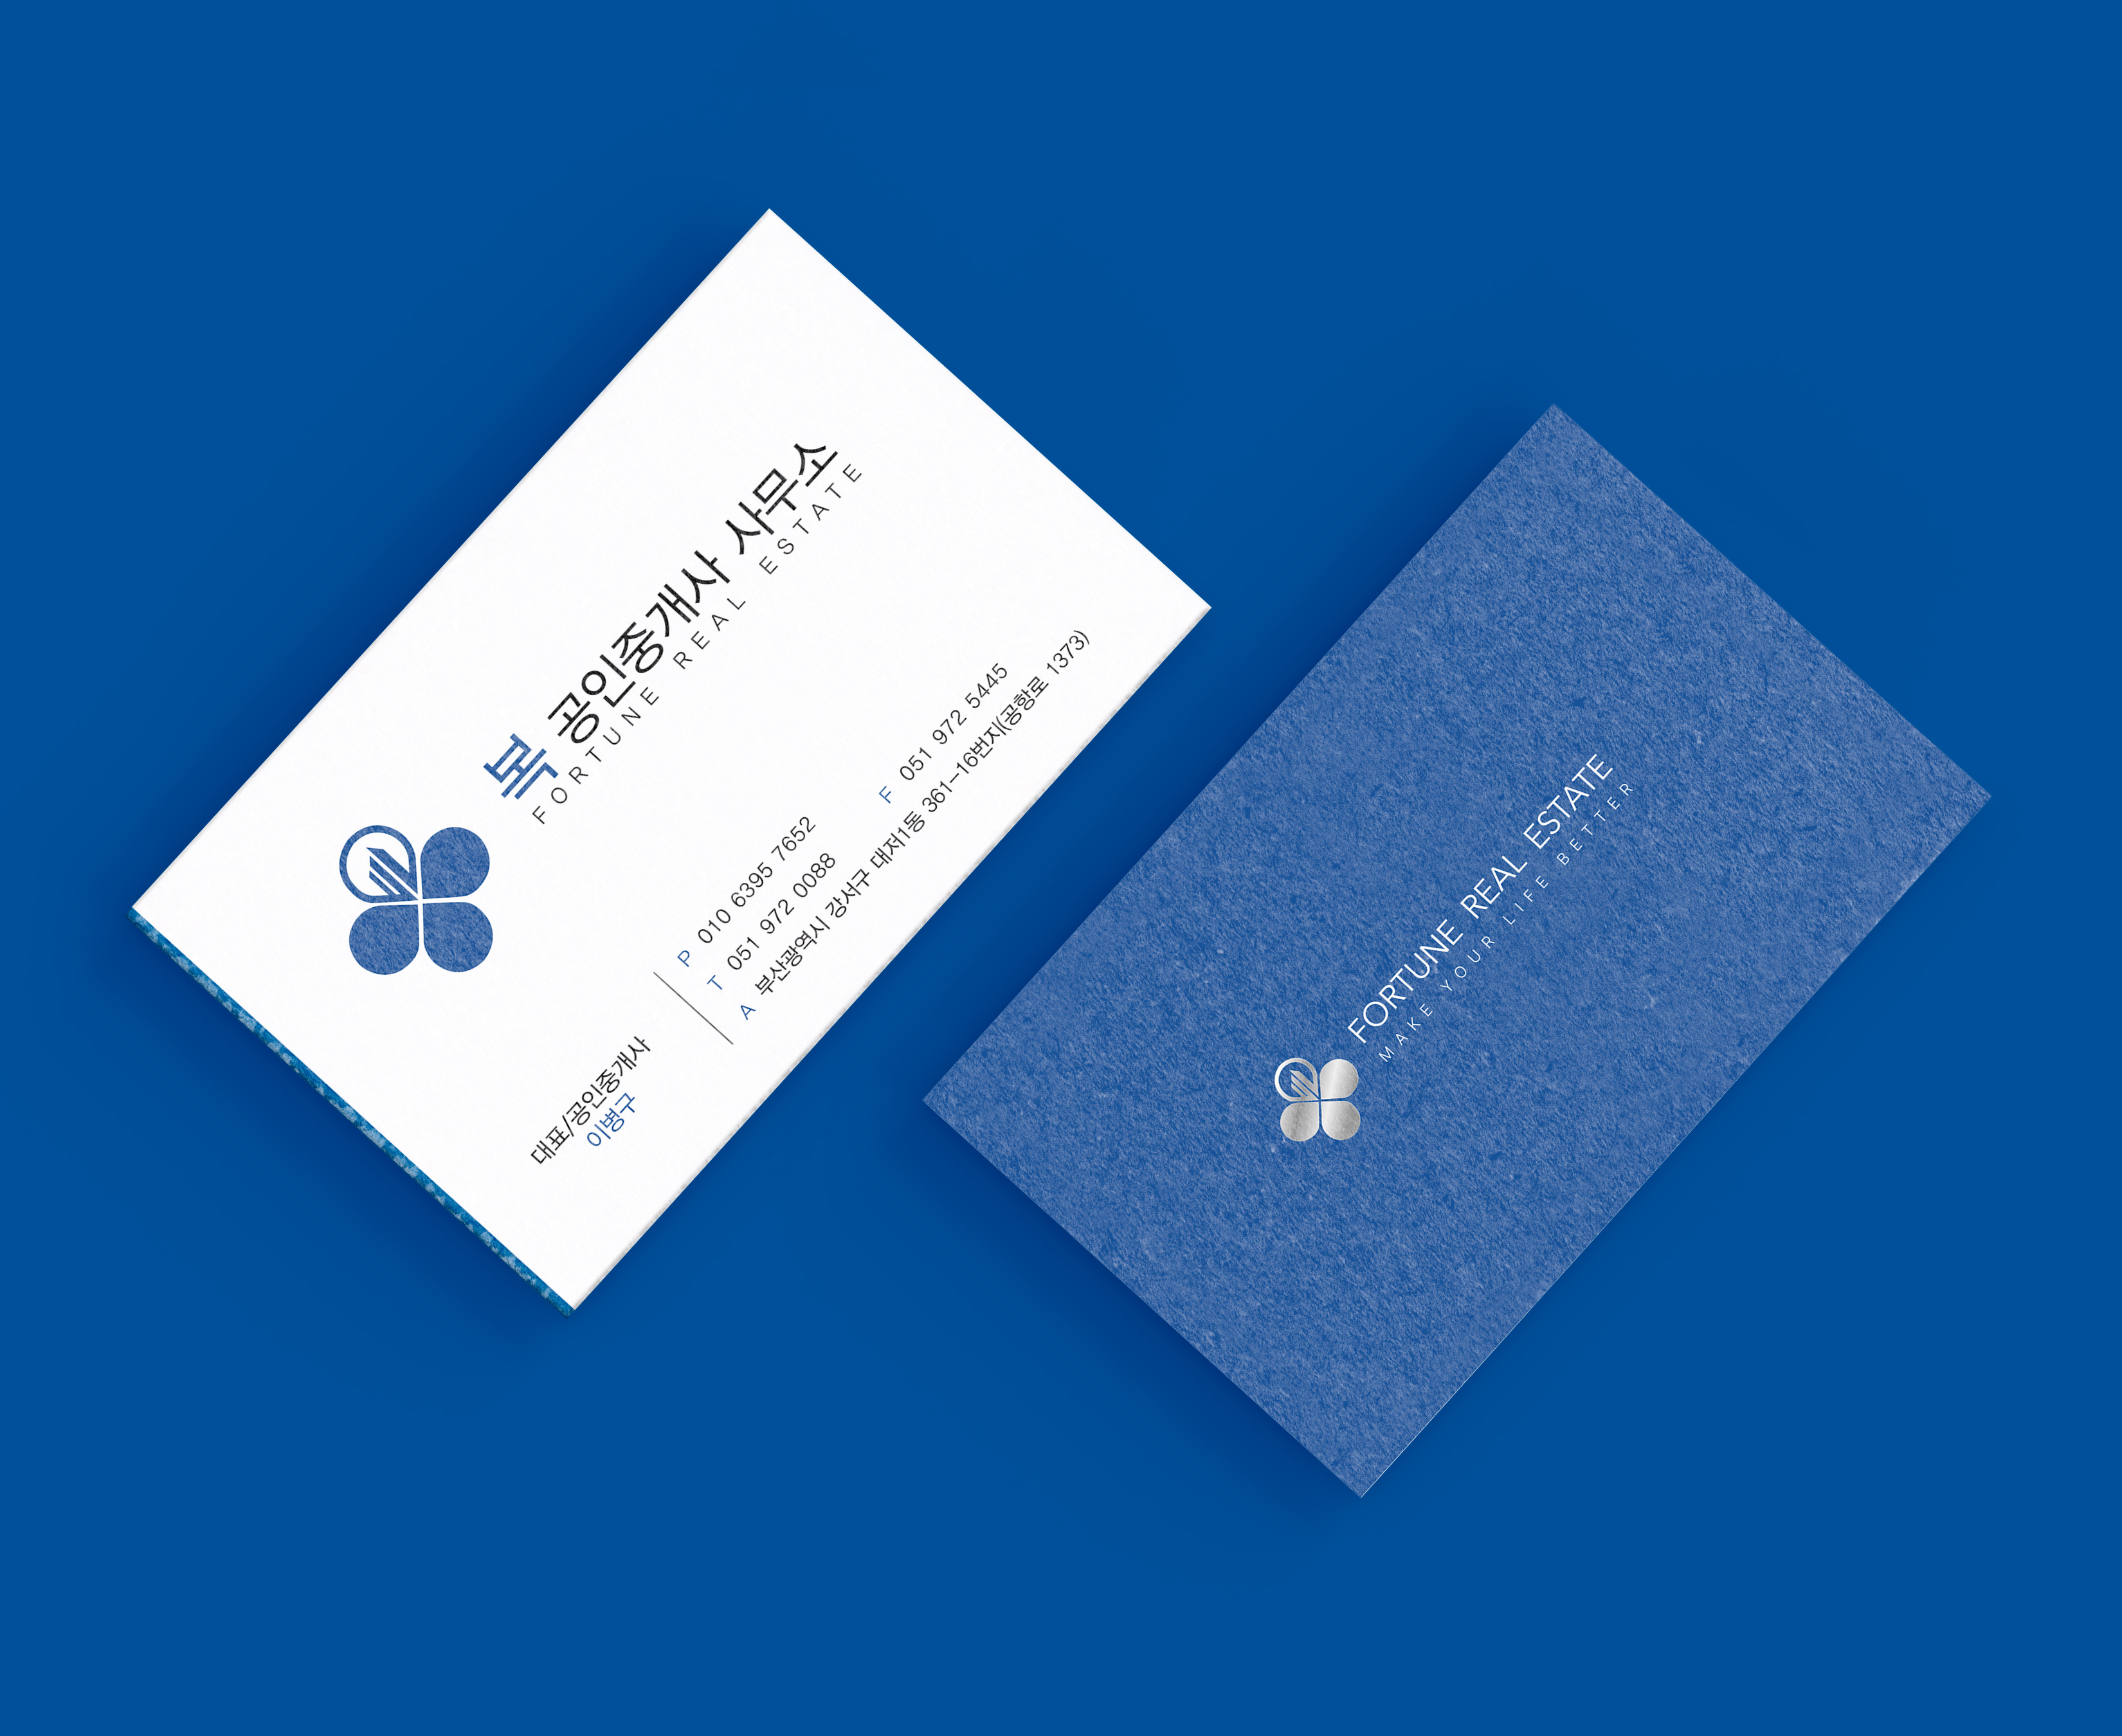 복 공인중개사 사무소
FORTUNE REAL ESTATE
대표/공인중개사
이병구
P 010 6395 7652
T 051 972 0088 F 051 972 5445
A 부산광역시 강서구 대저1동 361-16번지(공항로 1373)
FORTUNE REAL ESTATE
MAKE YOUR LIFE BETTER